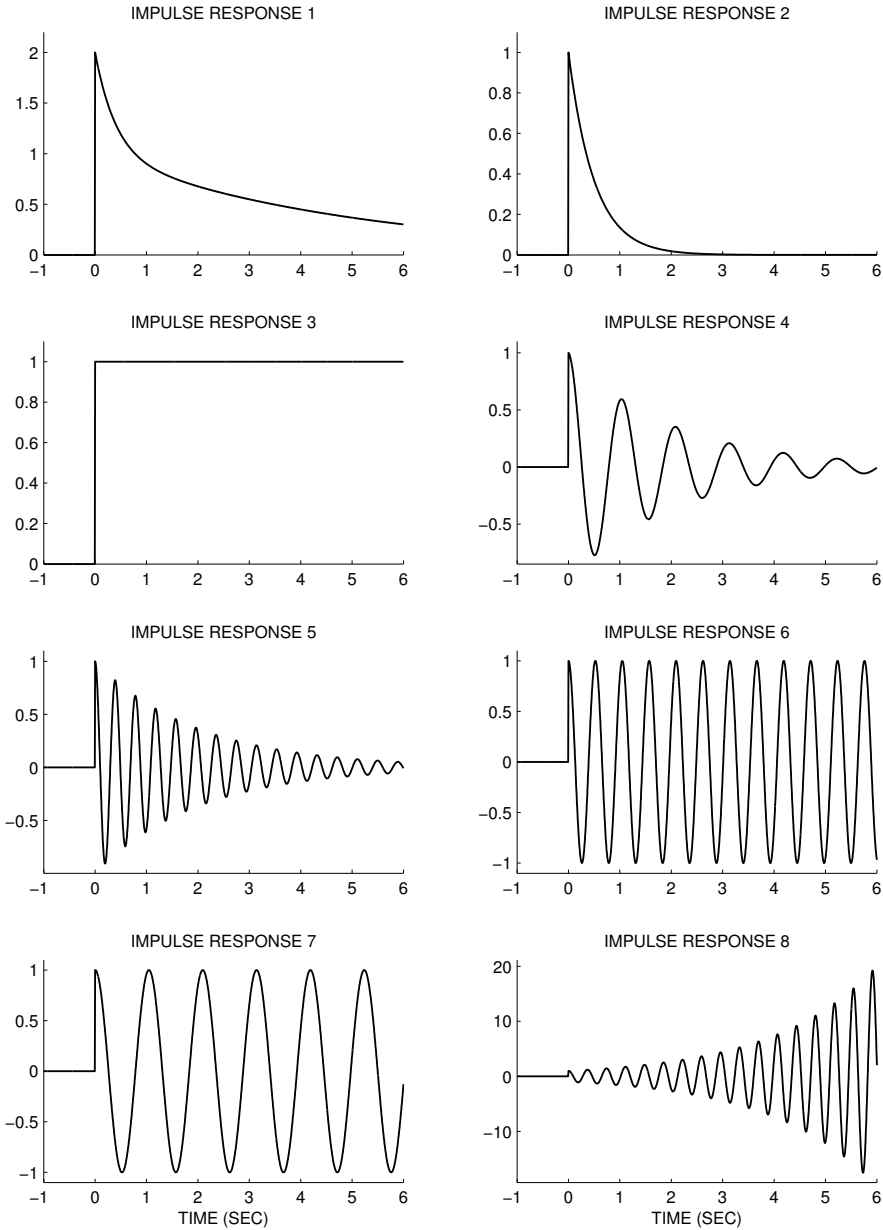 IMPULSE RESPONSE 1
2
1.5
1
0.5
0
−1 0 1 2 3 4 5 6
IMPULSE RESPONSE 2
1
0.8
0.6
0.4
0.2
0
−1 0 1 2 3 4 5 6
IMPULSE RESPONSE 3
1
0.8
0.6
0.4
0.2
0
−1 0 1 2 3 4 5 6
IMPULSE RESPONSE 4
1
0.5
0
−0.5
−1 0 1 2 3 4 5 6
IMPULSE RESPONSE 5
1
0.5
0
−0.5
−1 0 1 2 3 4 5 6
IMPULSE RESPONSE 6
1
0.5
0
−0.5
−1
−1 0 1 2 3 4 5 6
IMPULSE RESPONSE 7
1
0.5
0
−0.5
−1
−1 0 1 2 3 4 5 6
TIME (SEC)
IMPULSE RESPONSE 8
20
10
0
−10
−1 0 1 2 3 4 5 6
TIME (SEC)